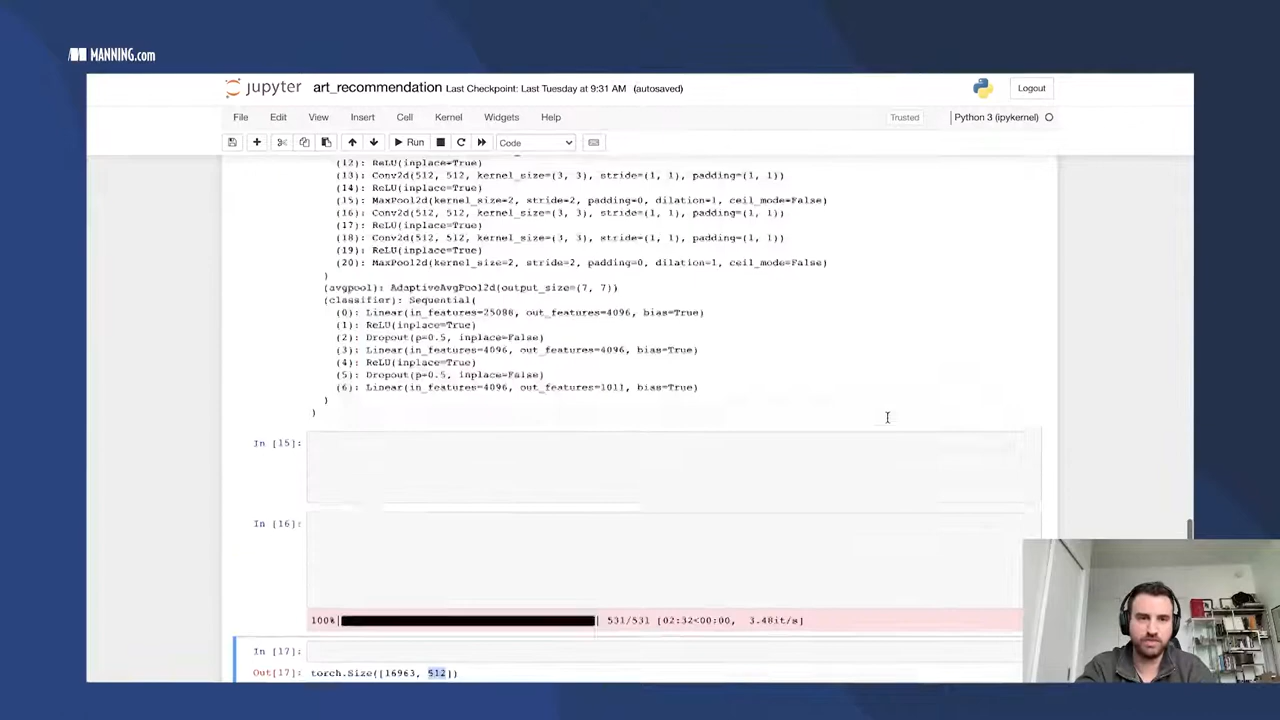 MANNING.com
jupyter art_recommendation Last Checkpoint: Last Tuesday at 9:31 AM (autosaved)
Logout
File Edit View Insert Cell Kernel Widgets Help
Trusted
Python 3 (ipykernel)
Run
Code
(12): ReLU(inplace=True)
(13): Conv2d(512, 512, kernel_size=(3, 3), stride=(1, 1), padding=(1, 1))
(14): ReLU(inplace=True)
(15): MaxPool2d(kernel_size=2, stride=2, padding=0, dilation=1, ceil_mode=False)
(16): Conv2d(512, 512, kernel_size=(3, 3), stride=(1, 1), padding=(1, 1))
(17): ReLU(inplace=True)
(18): Conv2d(512, 512, kernel_size=(3, 3), stride=(1, 1), padding=(1, 1))
(19): ReLU(inplace=True)
(20): MaxPool2d(kernel_size=2, stride=2, padding=0, dilation=1, ceil_mode=False)
)
(avgpool): AdaptiveAvgPool2d(output_size=(7, 7))
(classifier): Sequential(
(0): Linear(in_features=25088, out_features=4096, bias=True)
(1): ReLU(inplace=True)
(2): Dropout(p=0.5, inplace=False)
(3): Linear(in_features=4096, out_features=4096, bias=True)
(4): ReLU(inplace=True)
(5): Dropout(p=0.5, inplace=False)
(6): Linear(in_features=4096, out_features=1011, bias=True)
)
)
In [15]:
In [16]:
100%| | 531/531 [02:32<00:00, 3.48it/s]
In [17]:
Out[17]: torch.Size([16963, 512])